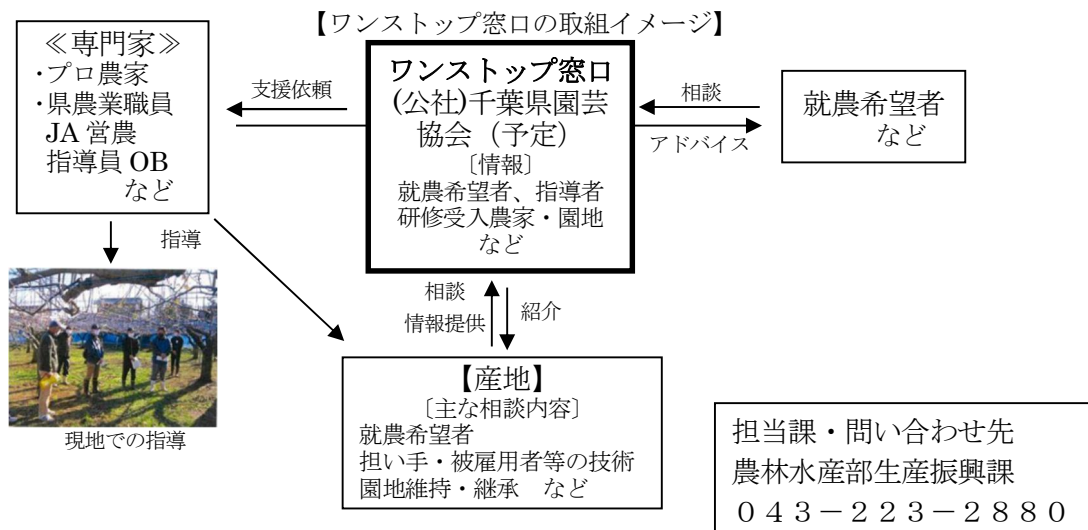 【ワンストップ窓口の取組イメージ】
≪専門家≫
・プロ農家
・県農業職員
JA 営農
指導員 OB
など
支援依頼
ワンストップ窓口
(公社)千葉県園芸
協会（予定）
〔情報〕
就農希望者、指導者
研修受入農家・園地
など
相談
アドバイス
就農希望者
など
指導
現地での指導
相談
情報提供
紹介
【産地】
〔主な相談内容〕
就農希望者
担い手・被雇用者等の技術
園地維持・継承　など
担当課・問い合わせ先
農林水産部生産振興課
０４３－２２３－２８８０